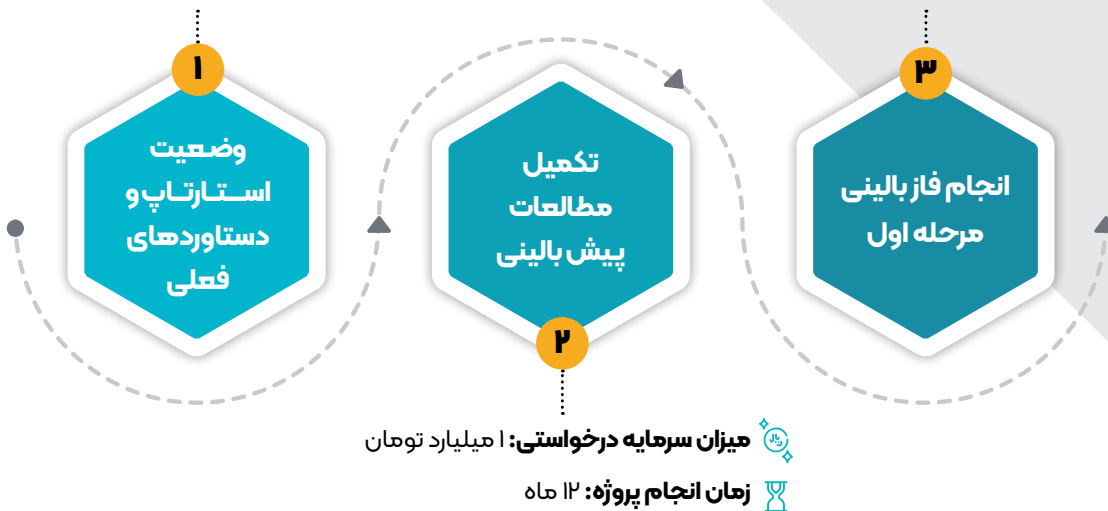 ۱
وضعیت
استارتاپ و
دستاوردهای
فعلی
تکمیل
مطالعات
پیش بالینی
۲
میزان سرمایه درخواستی: ۱ میلیارد تومان
زمان انجام پروژه: ۱۲ ماه
۳
انجام فاز بالینی
مرحله اول